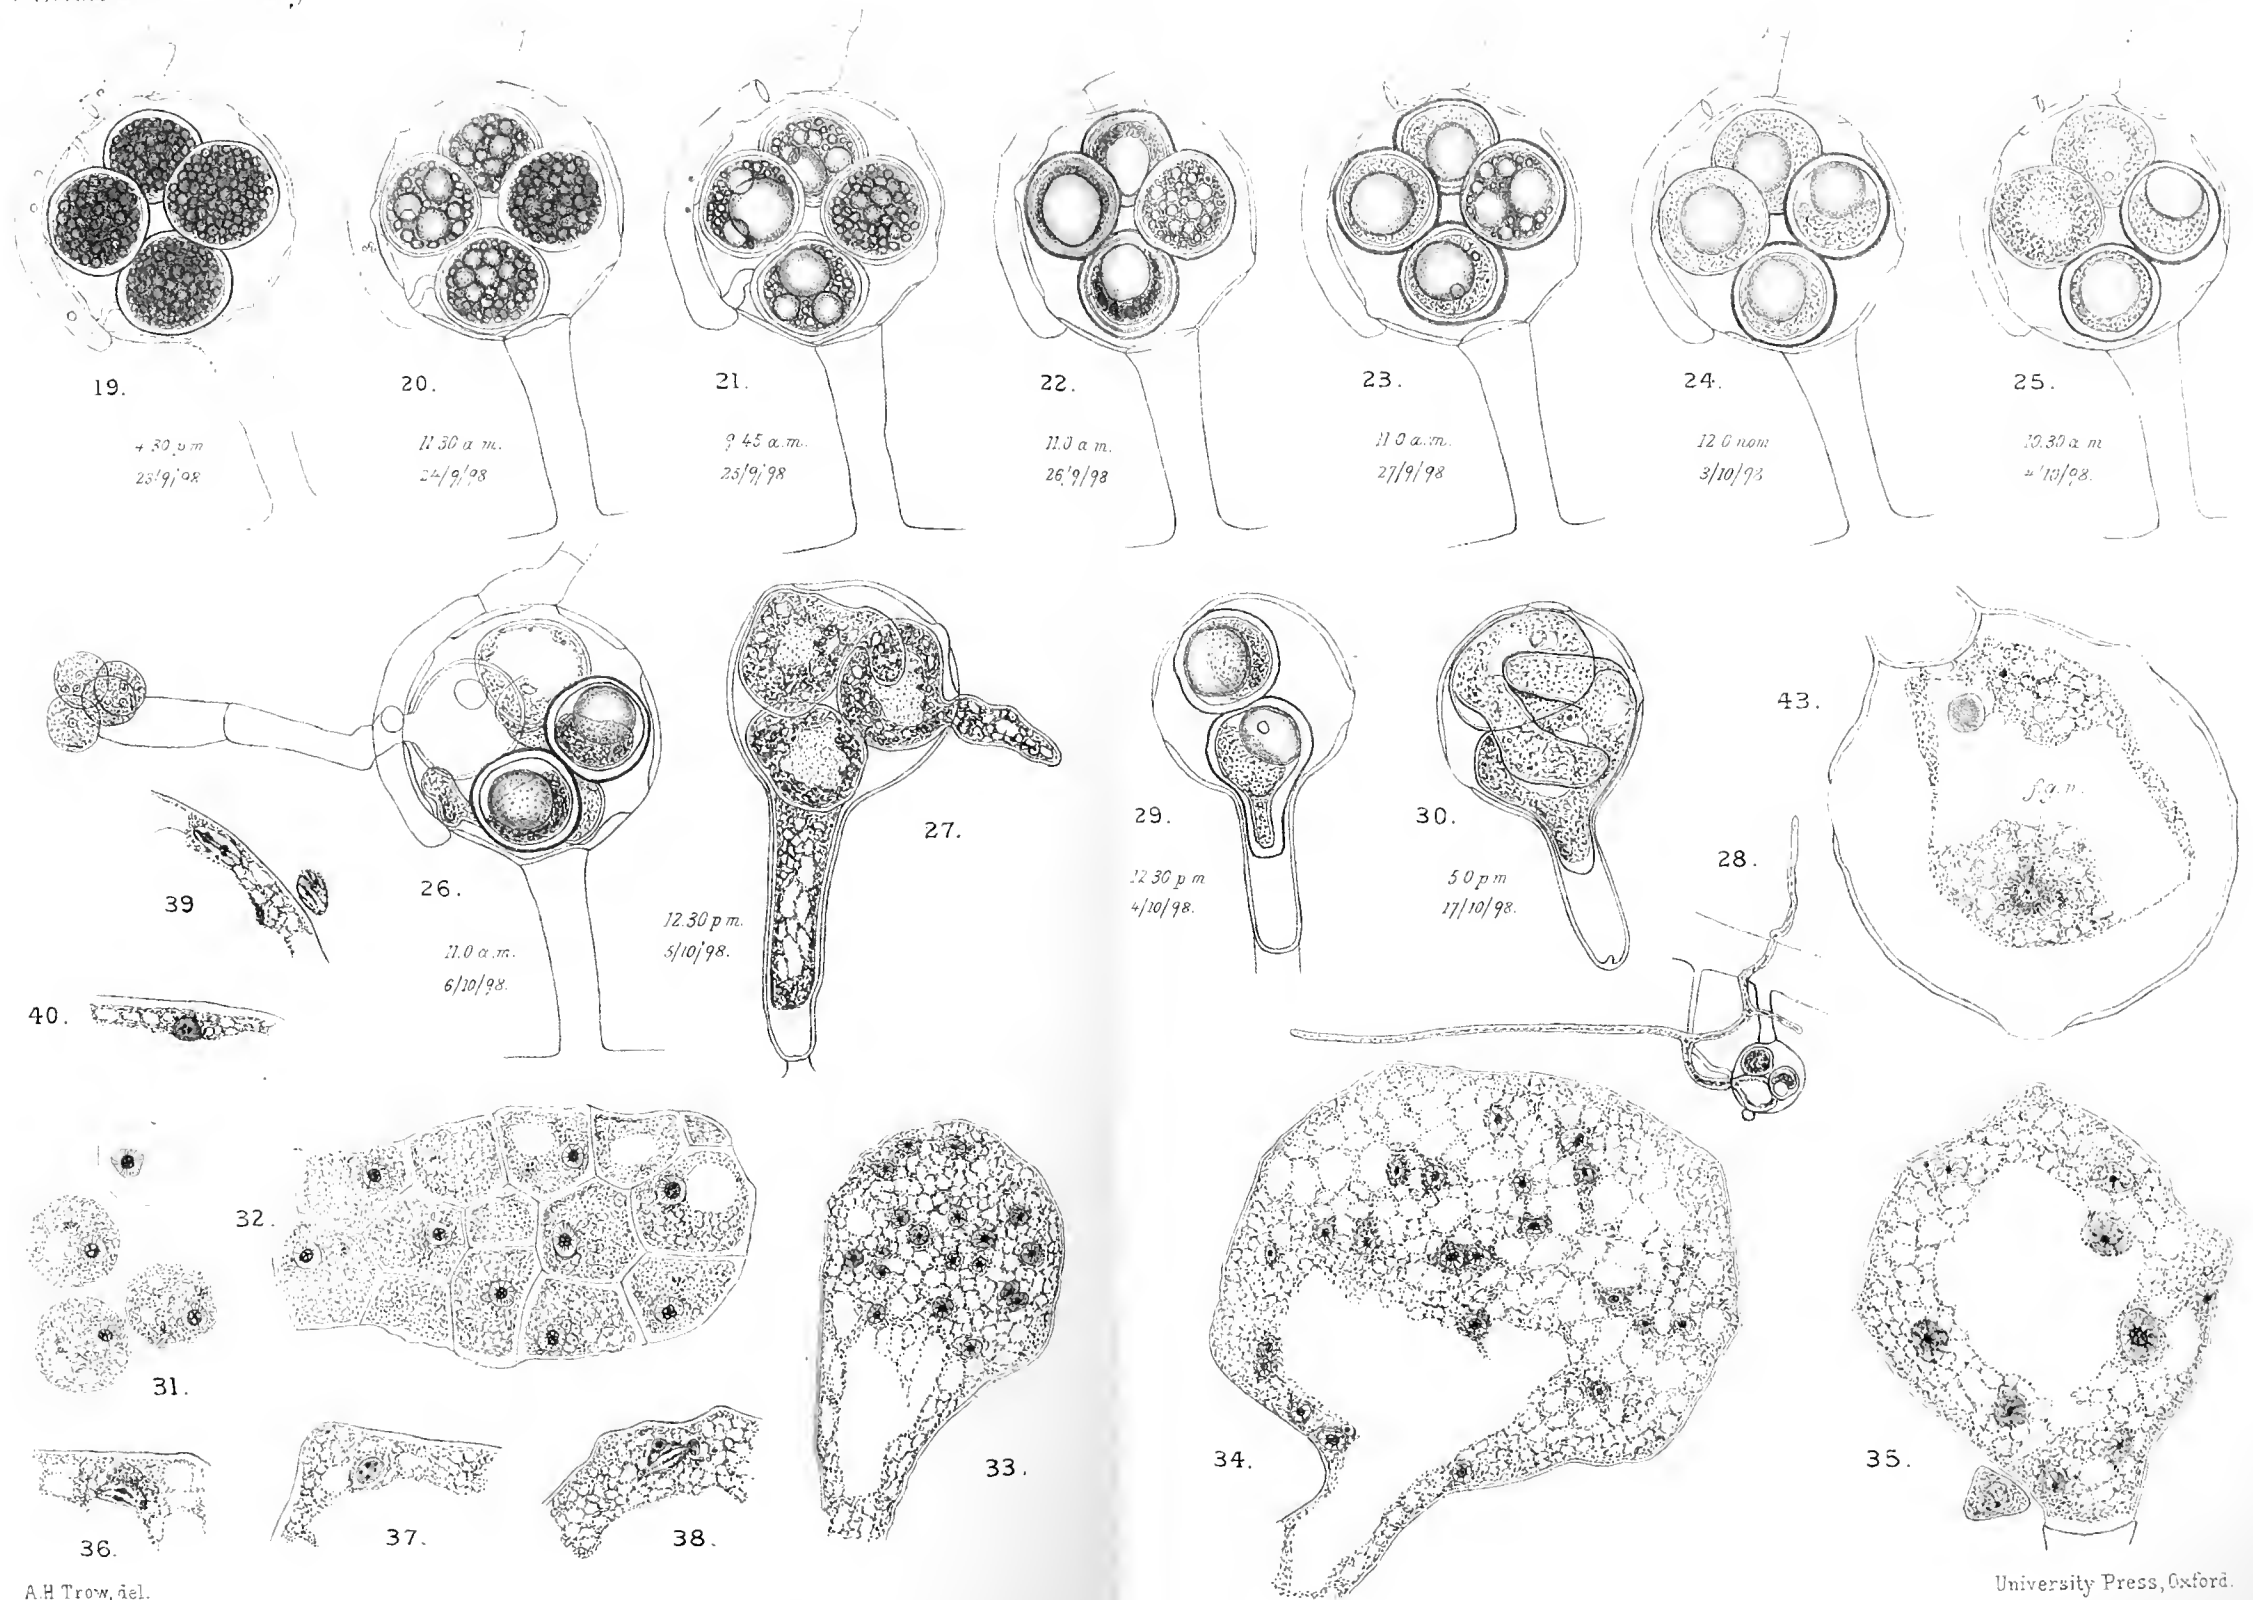 19.
20.
21.
22.
23.
24.
25.
4 30 pm
23/9/98
11 30 a m.
24/9/98
9 45 a.m.
25/9/98
11.0 a m.
26/9/98
11 0 a.m.
27/9/98
12 0 noon
3/10/98
10.30 a m
4/10/98.
43.
f.g.n.
29.
12 30 p m
4/10/98.
30.
5 0 p m
17/10/98.
27.
12.30 p m.
5/10/98.
28.
26.
11.0 a.m.
6/10/98.
39
40.
32.
31.
33.
34.
35.
36.
37.
38.
A.H Trow, del.
University Press, Oxford.